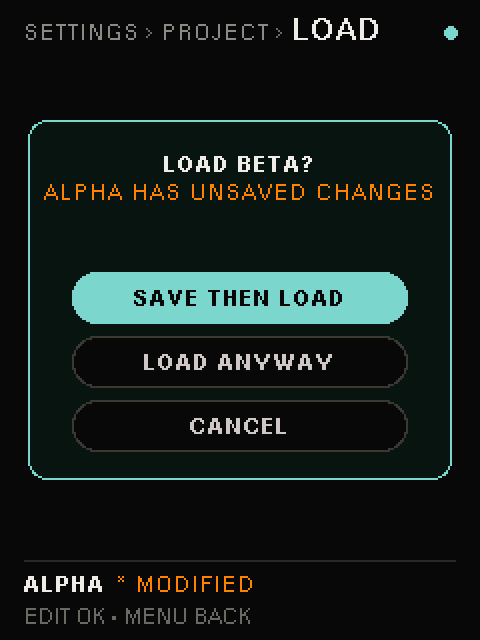 SETTINGS › PROJECT › LOAD
LOAD BETA?
ALPHA HAS UNSAVED CHANGES
SAVE THEN LOAD
LOAD ANYWAY
CANCEL
ALPHA * MODIFIED
EDIT OK • MENU BACK